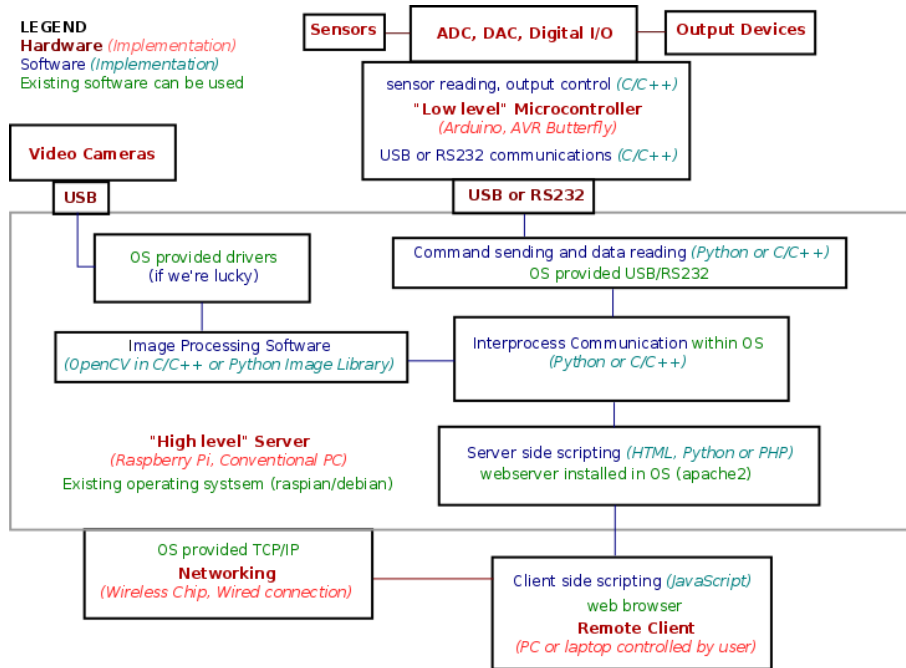 LEGEND
Hardware (Implementation)
Software (Implementation)
Existing software can be used
Sensors
ADC, DAC, Digital I/O
Output Devices
sensor reading, output control (C/C++)
"Low level" Microcontroller
(Arduino, AVR Butterfly)
USB or RS232 communications (C/C++)
Video Cameras
USB
USB or RS232
OS provided drivers
(if we're lucky)
Command sending and data reading (Python or C/C++)
OS provided USB/RS232
Image Processing Software
(OpenCV in C/C++ or Python Image Library)
Interprocess Communication within OS
(Python or C/C++)
"High level" Server
(Raspberry Pi, Conventional PC)
Existing operating systsem (raspian/debian)
Server side scripting (HTML, Python or PHP)
webserver installed in OS (apache2)
OS provided TCP/IP
Networking
(Wireless Chip, Wired connection)
Client side scripting (JavaScript)
web browser
Remote Client
(PC or laptop controlled by user)